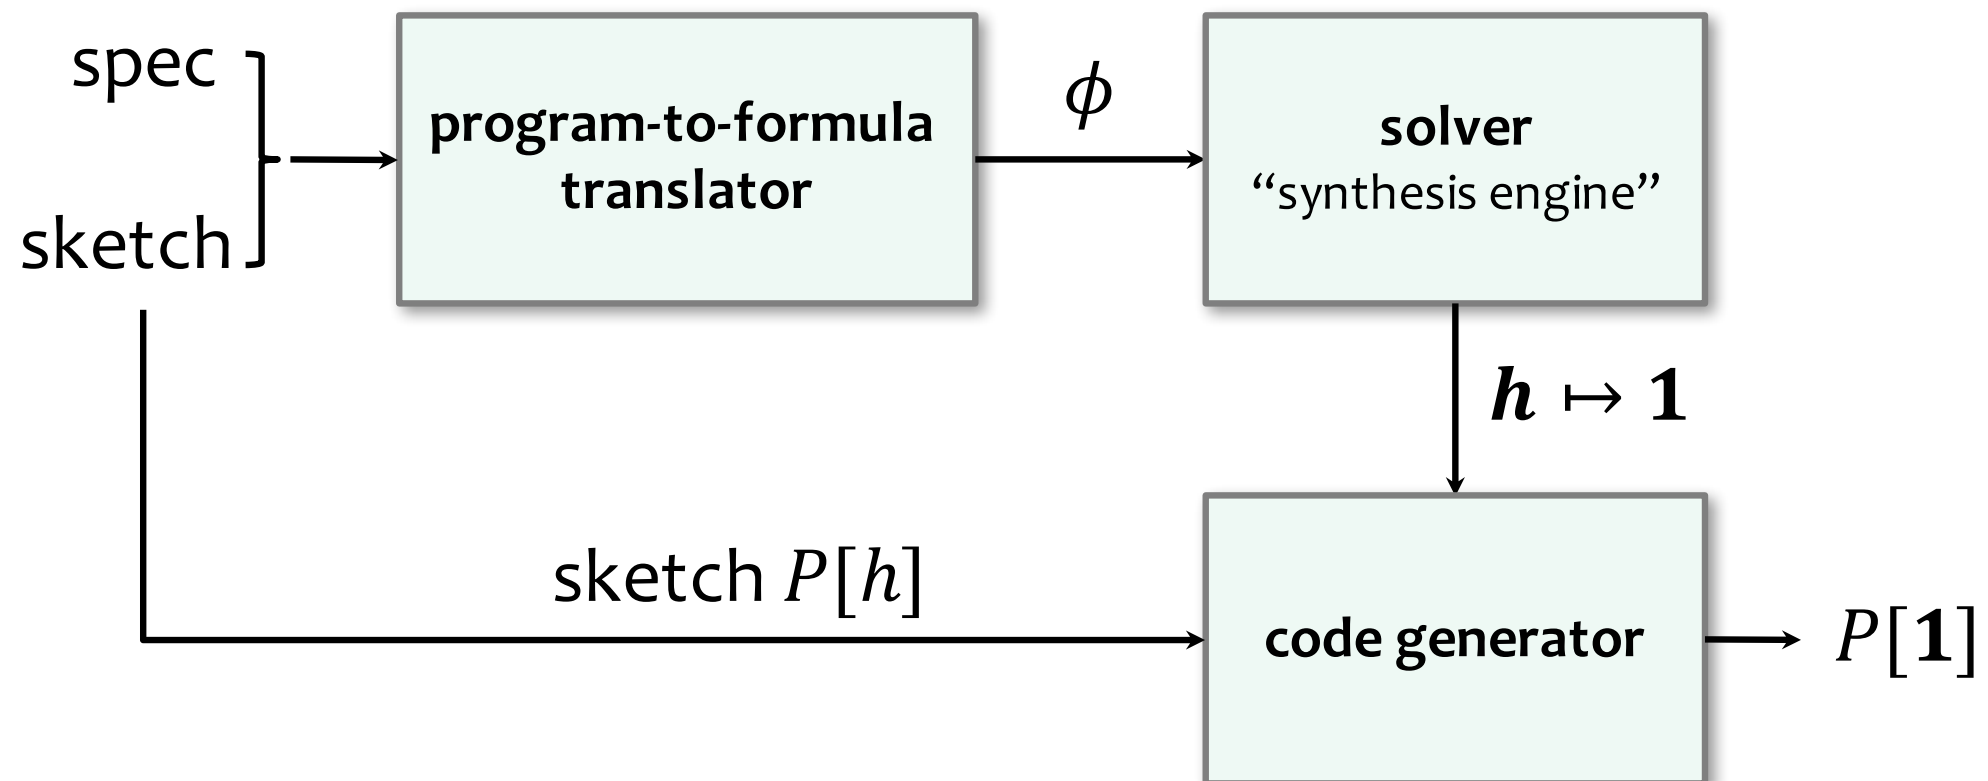 spec
sketch
program-to-formula
translator
ϕ
solver
“synthesis engine”
h ↦ 1
sketch P[h]
code generator
P[1]